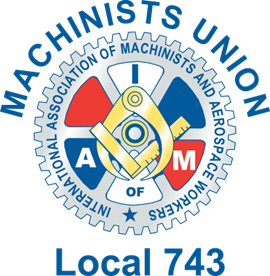 MACHINISTS UNION
INTERNATIONAL ASSOCIATION OF MACHINISTS AND AEROSPACE WORKERS
I
A M
OF
Local 743